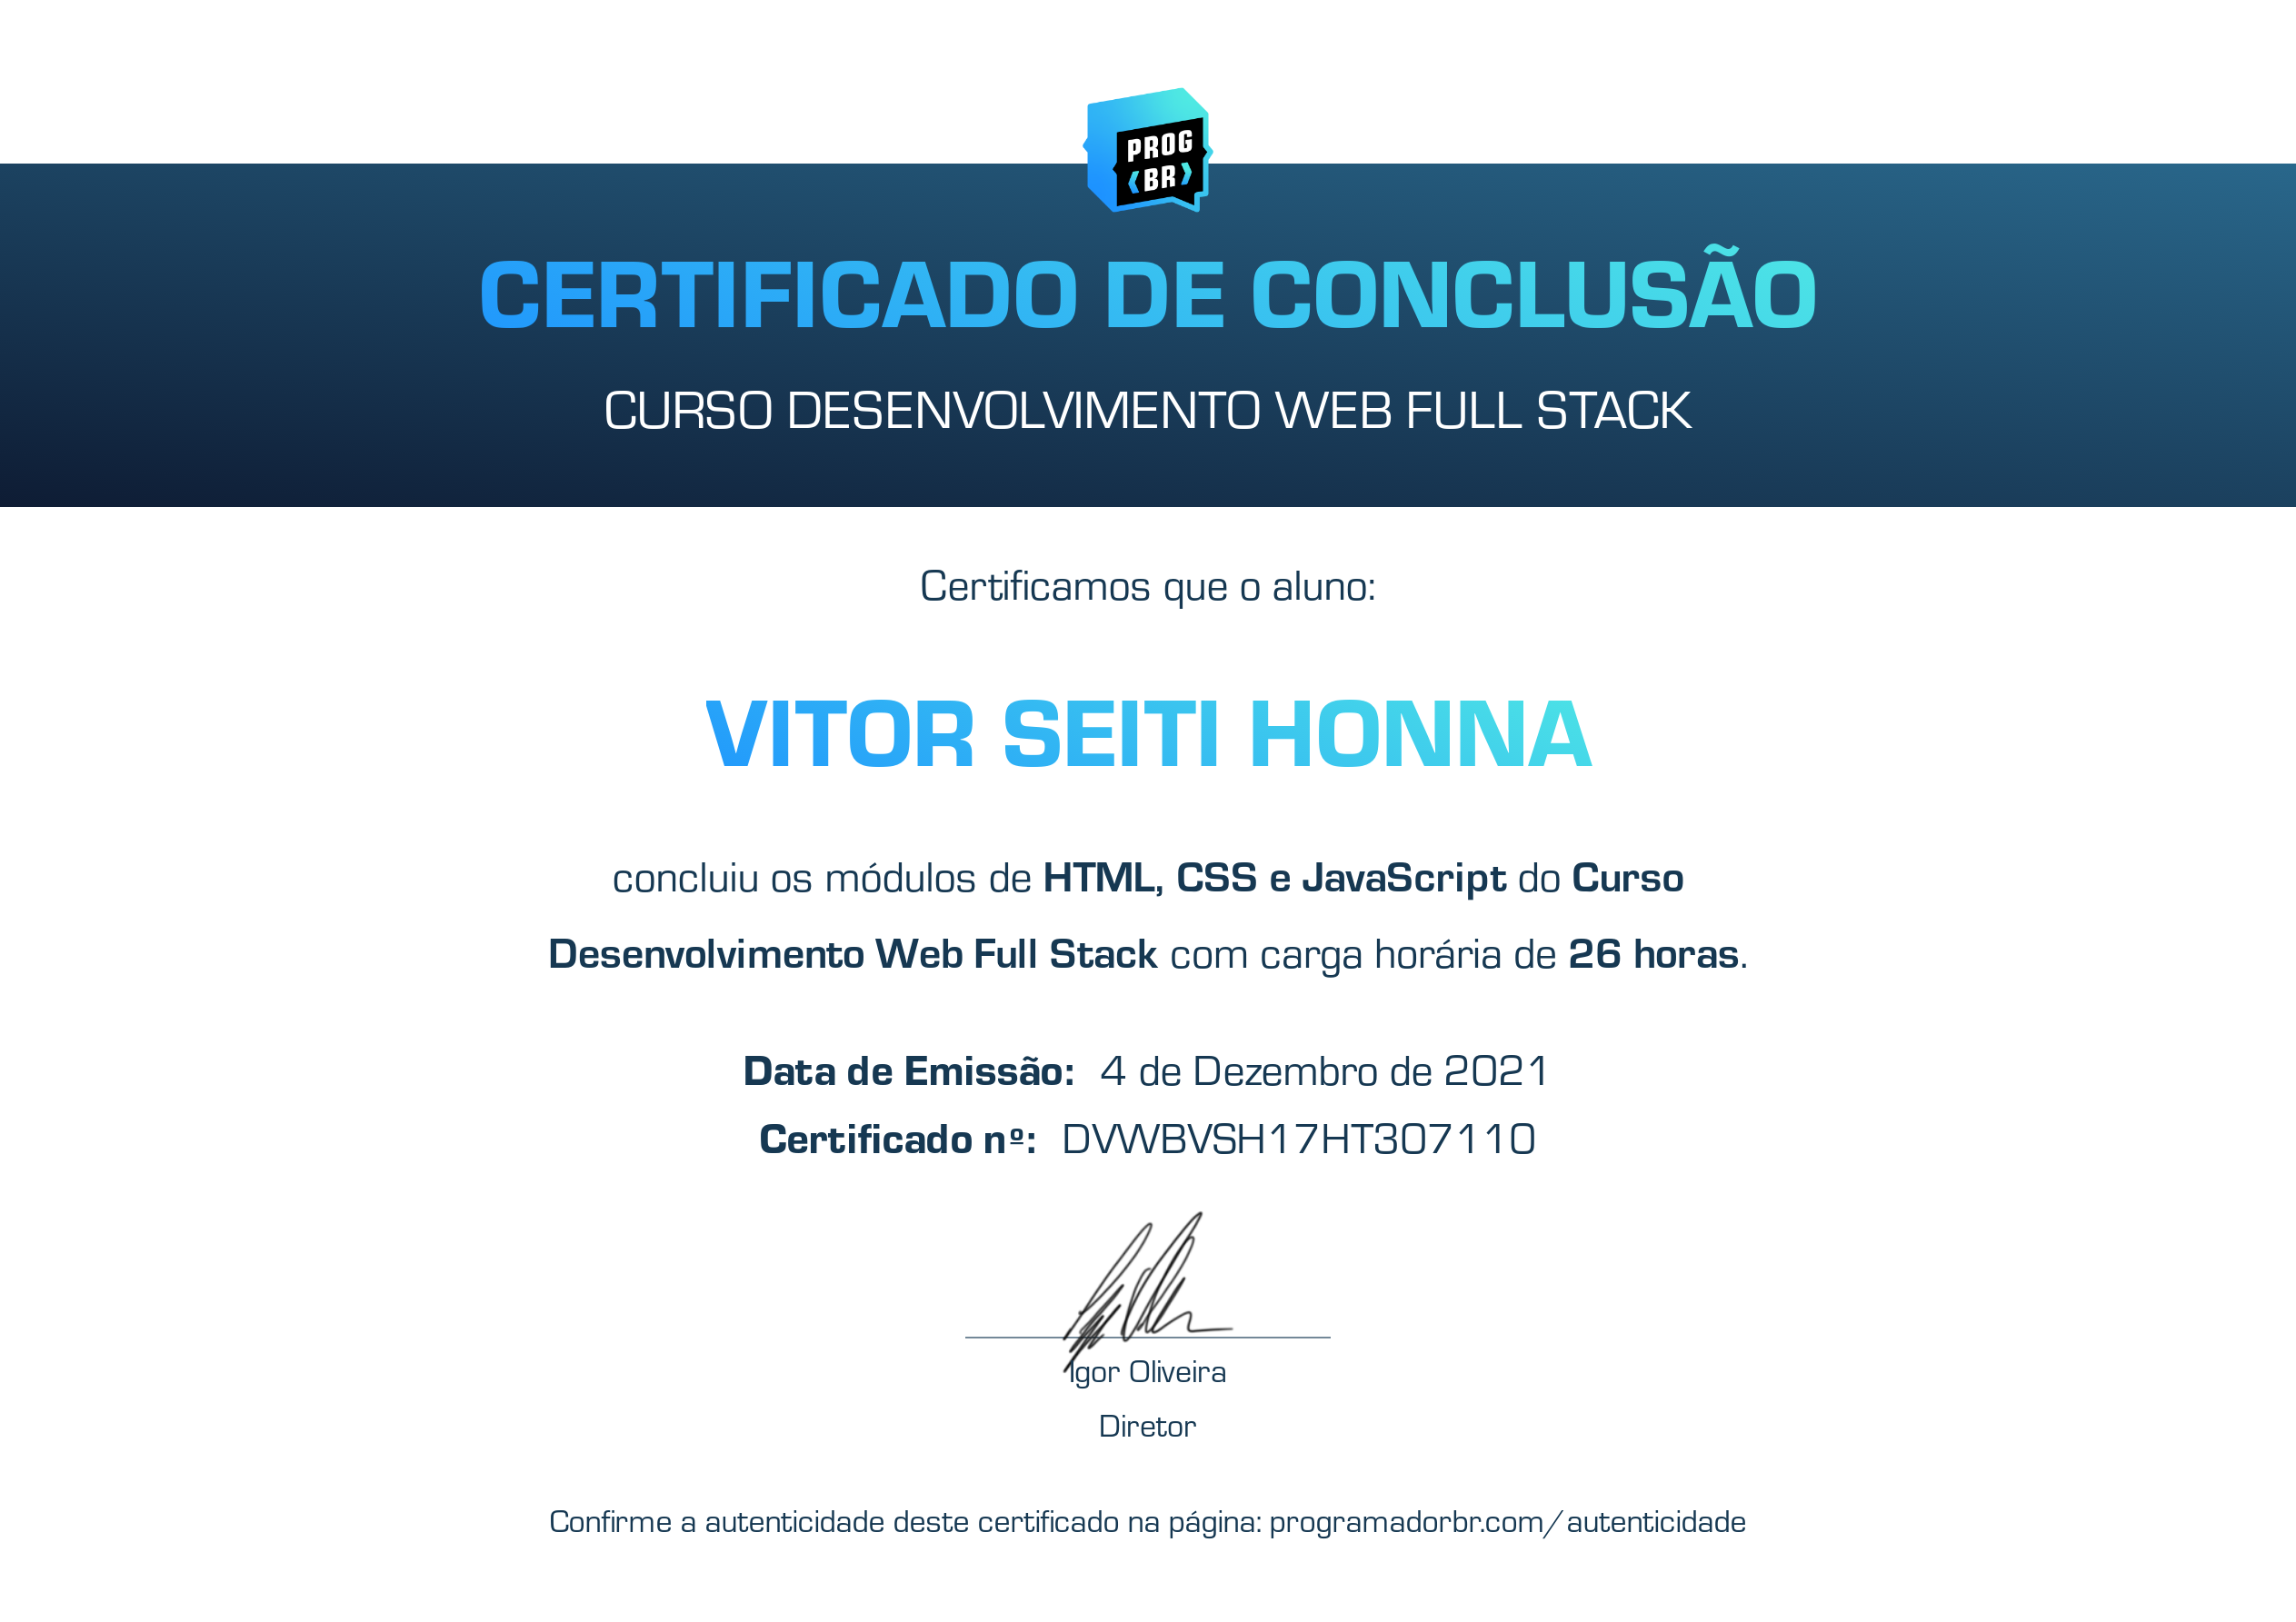 PROG
BR
CERTIFICADO DE CONCLUSÃO
CURSO DESENVOLVIMENTO WEB FULL STACK
Certificamos que o aluno:
VITOR SEITI HONNA
concluiu os módulos de HTML, CSS e JavaScript do Curso
Desenvolvimento Web Full Stack com carga horária de 26 horas.
Data de Emissão: 4 de Dezembro de 2021
Certificado nº: DVWBVSH17HT307110
Igor Oliveira
Diretor
Confirme a autenticidade deste certificado na página: programadorbr.com/autenticidade